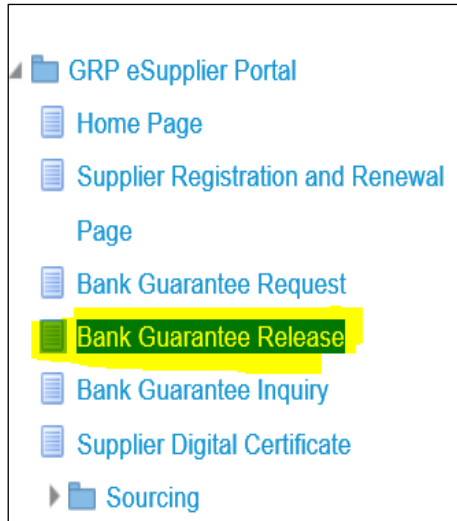 GRP eSupplier Portal
Home Page
Supplier Registration and Renewal
Page
Bank Guarantee Request
Bank Guarantee Release
Bank Guarantee Inquiry
Supplier Digital Certificate
Sourcing